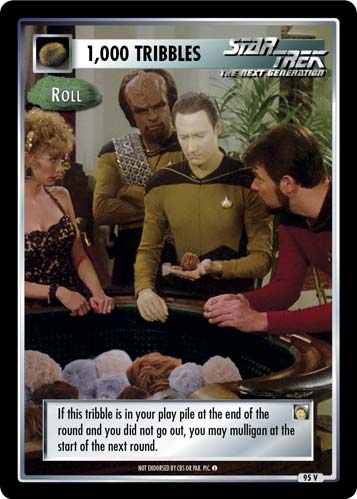 1,000 TRIBBLES
STAR TREK
THE NEXT GENERATION
ROLL
If this tribble is in your play pile at the end of the
round and you did not go out, you may mulligan at the
start of the next round.
NOT ENDORSED BY CBS OR PAR. PIC.
95 V